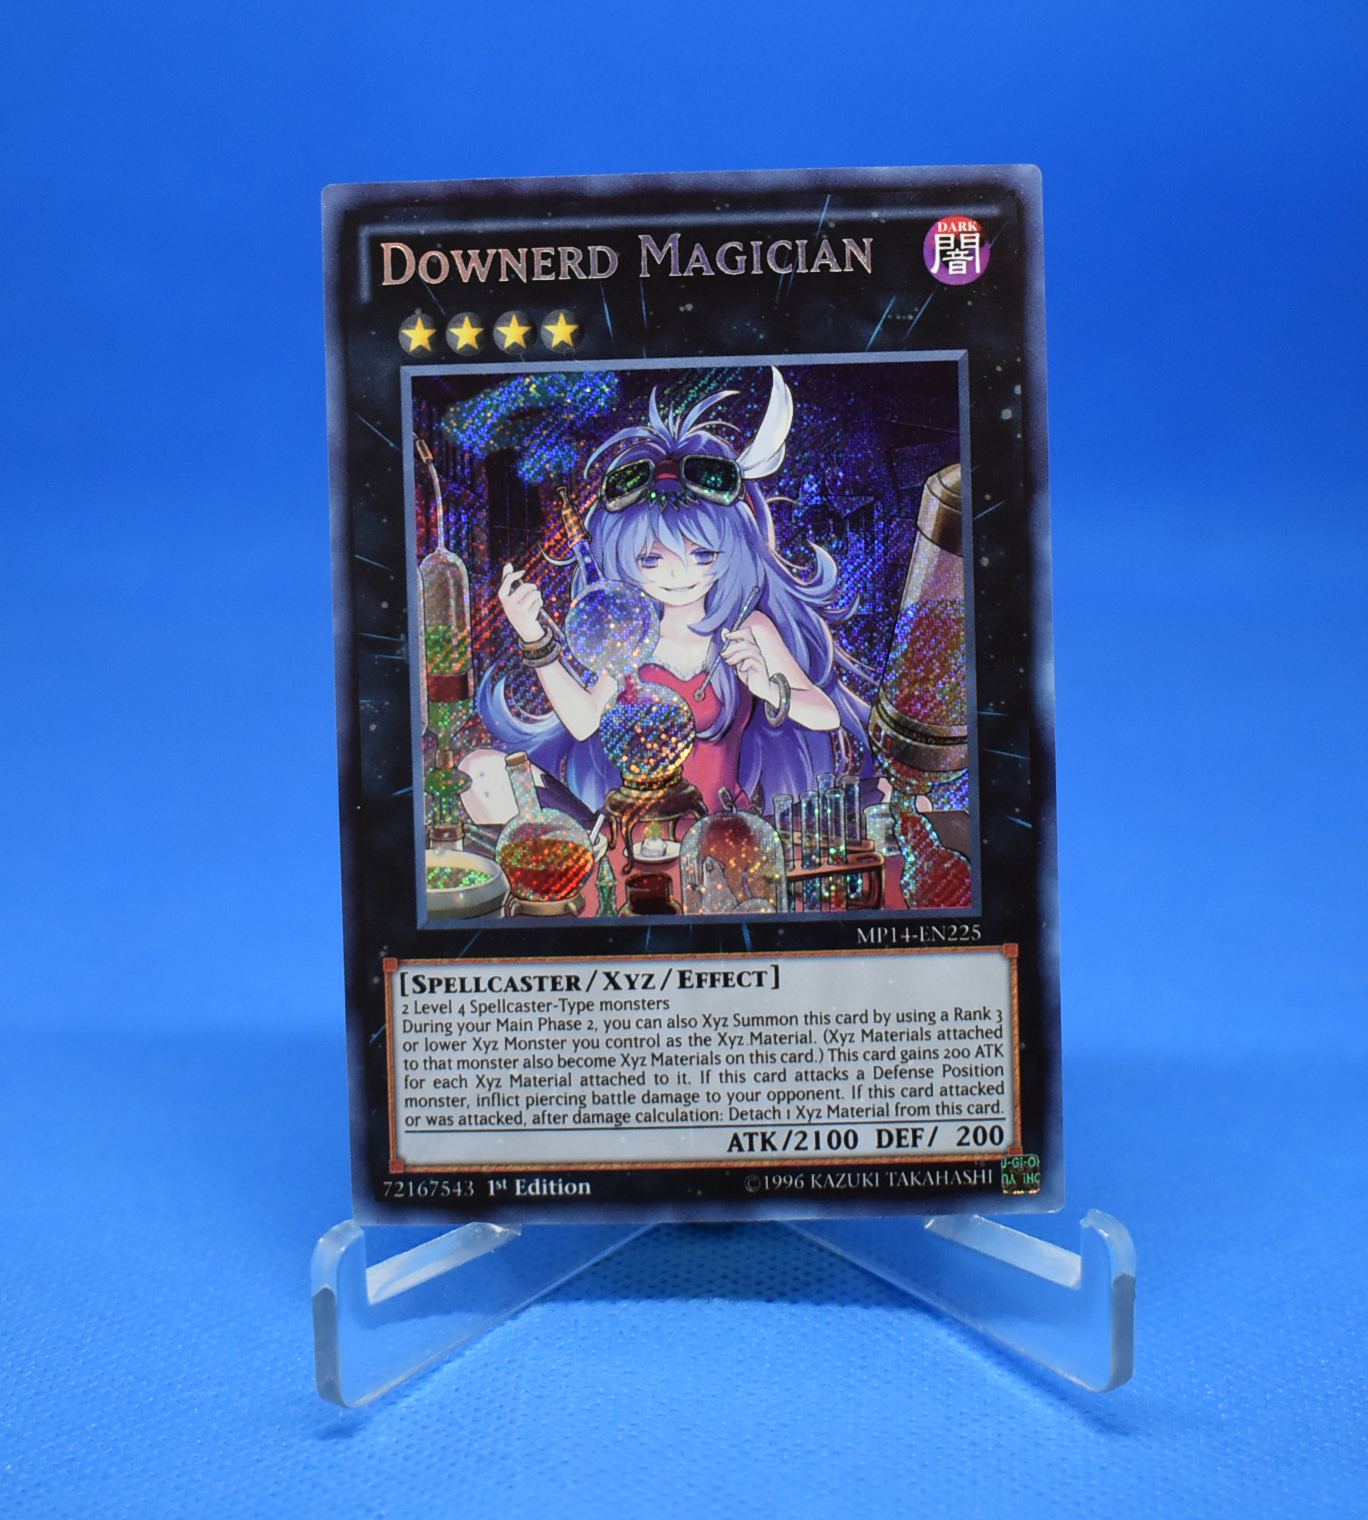 DOWNERD MAGICIAN
DARK
闇
MP14-EN225
[SPELLCASTER/XYZ/EFFECT]
2 Level 4 Spellcaster-Type monsters
During your Main Phase 2, you can also Xyz Summon this card by using a Rank 3
or lower Xyz Monster you control as the Xyz Material. (Xyz Materials attached
to that monster also become Xyz Materials on this card.) This card gains 200 ATK
for each Xyz Material attached to it. If this card attacks a Defense Position
monster, inflict piercing battle damage to your opponent. If this card attacked
or was attacked, after damage calculation: Detach 1 Xyz Material from this card.
ATK/2100 DEF/ 200
72167543 1st Edition
©1996 KAZUKI TAKAHASHI